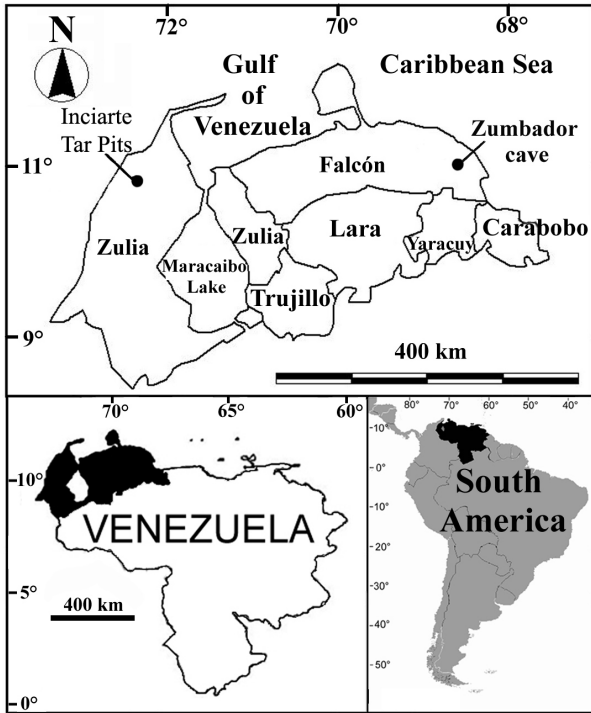 72° 70° 68°
N
Gulf
of
Venezuela
Caribbean Sea
Inciarte
Tar Pits
Zumbador
cave
11°
Falcón
Zulia
Zulia
Lara
Yaracuy
Carabobo
Maracaibo
Lake
Trujillo
9°
400 km
70° 65° 60°
10°
VENEZUELA
5°
400 km
0°
80° 70° 60° 50° 40°
10°
0°
-10°
-20°
-30°
-40°
-50°
South
America